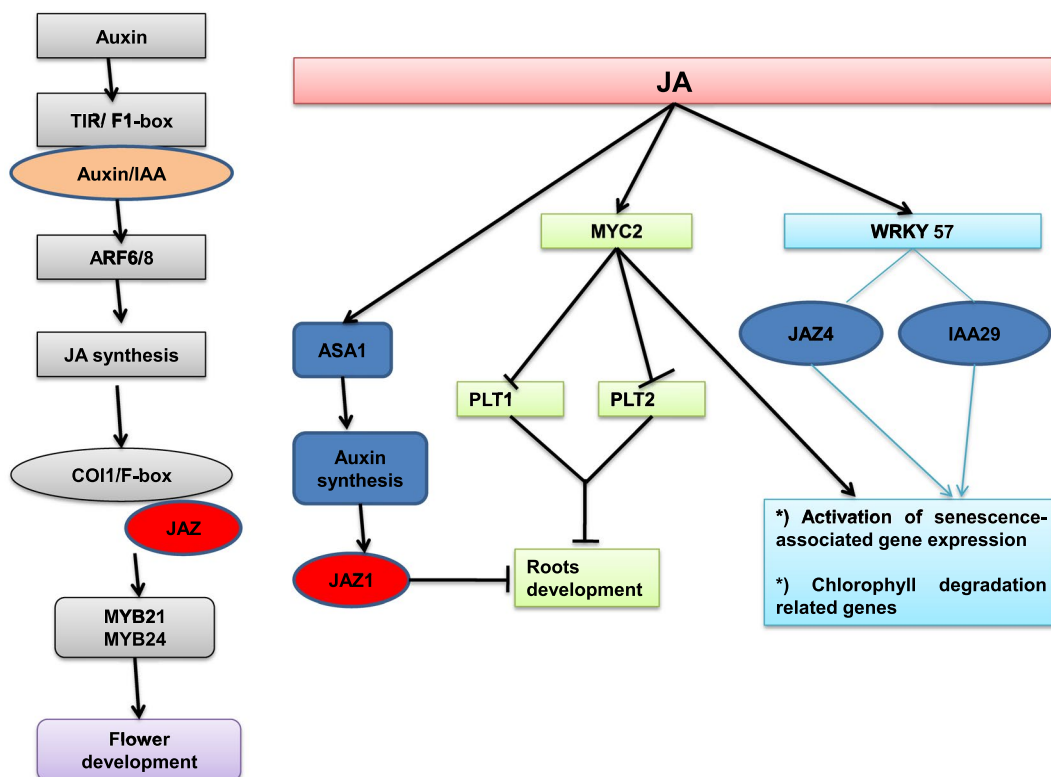 Auxin
TIR/ F1-box
Auxin/IAA
ARF6/8
JA synthesis
COI1/F-box
JAZ
MYB21
MYB24
Flower
development
JA
MYC2
WRKY 57
ASA1
JAZ4
IAA29
PLT1
PLT2
Auxin
synthesis
JAZ1
Roots
development
*) Activation of senescence-
associated gene expression
*) Chlorophyll degradation
related genes